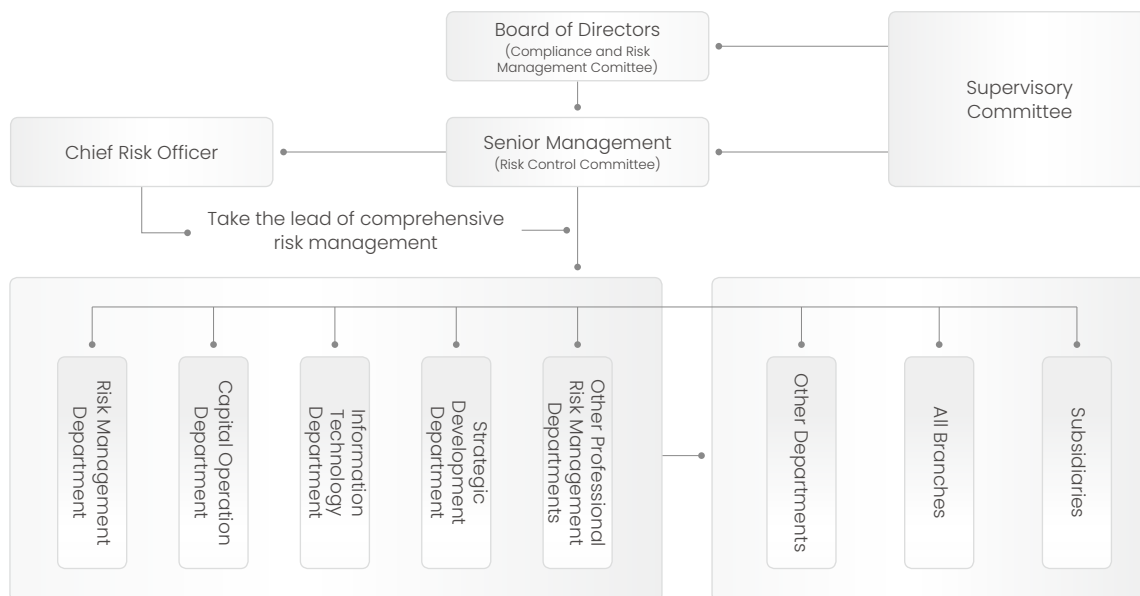 Board of Directors
(Compliance and Risk
Management Comittee)
Supervisory
Committee
Chief Risk Officer
Senior Management
(Risk Control Committee)
Take the lead of comprehensive
risk management
Risk Management
Department
Capital Operation
Department
Information
Technology
Department
Strategic
Development
Department
Other Professional
Risk Management
Departments
Other Departments
All Branches
Subsidiaries